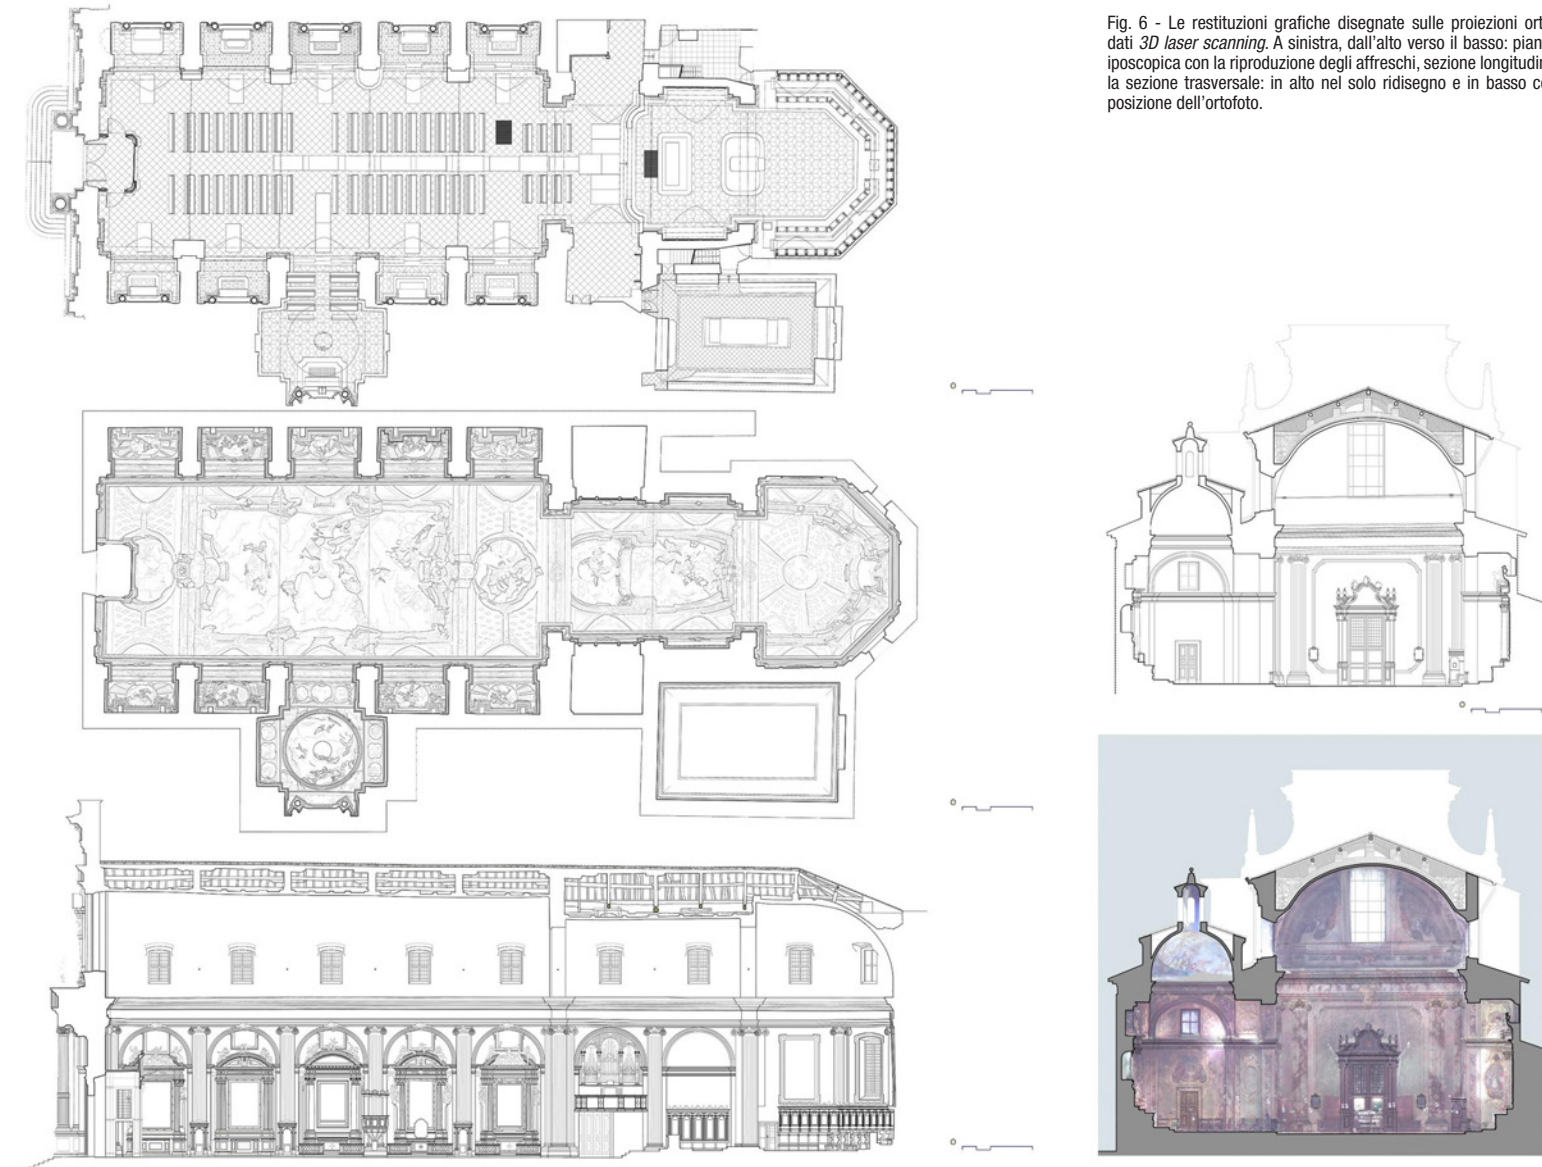 Fig. 6 - Le restituzioni grafiche disegnate sulle proiezioni ort
dati 3D laser scanning. A sinistra, dall'alto verso il basso: pian
iposcopica con la riproduzione degli affreschi, sezione longitudin
la sezione trasversale: in alto nel solo ridisegno e in basso c
posizione dell'ortofoto.